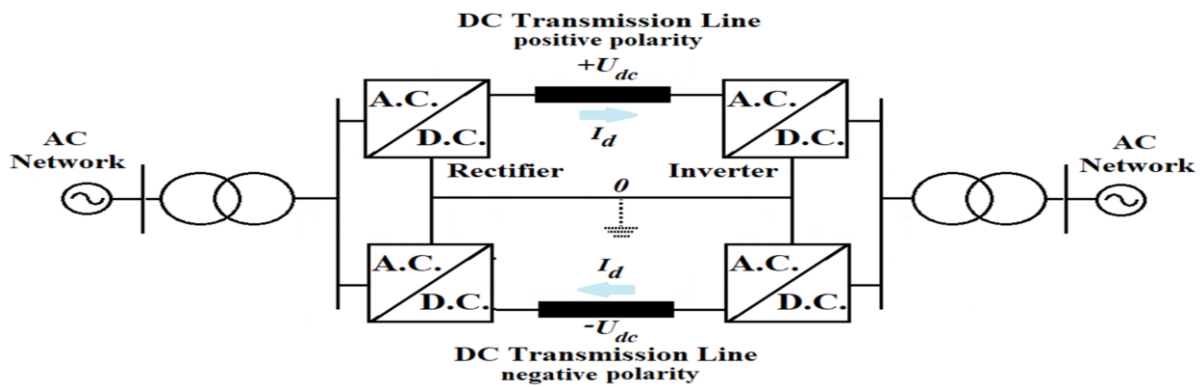 DC Transmission Line
positive polarity
+Udc
A.C.
D.C.
Id
A.C.
D.C.
AC
Network
Rectifier
Inverter
0
AC
Network
A.C.
D.C.
Id
A.C.
D.C.
-Udc
DC Transmission Line
negative polarity